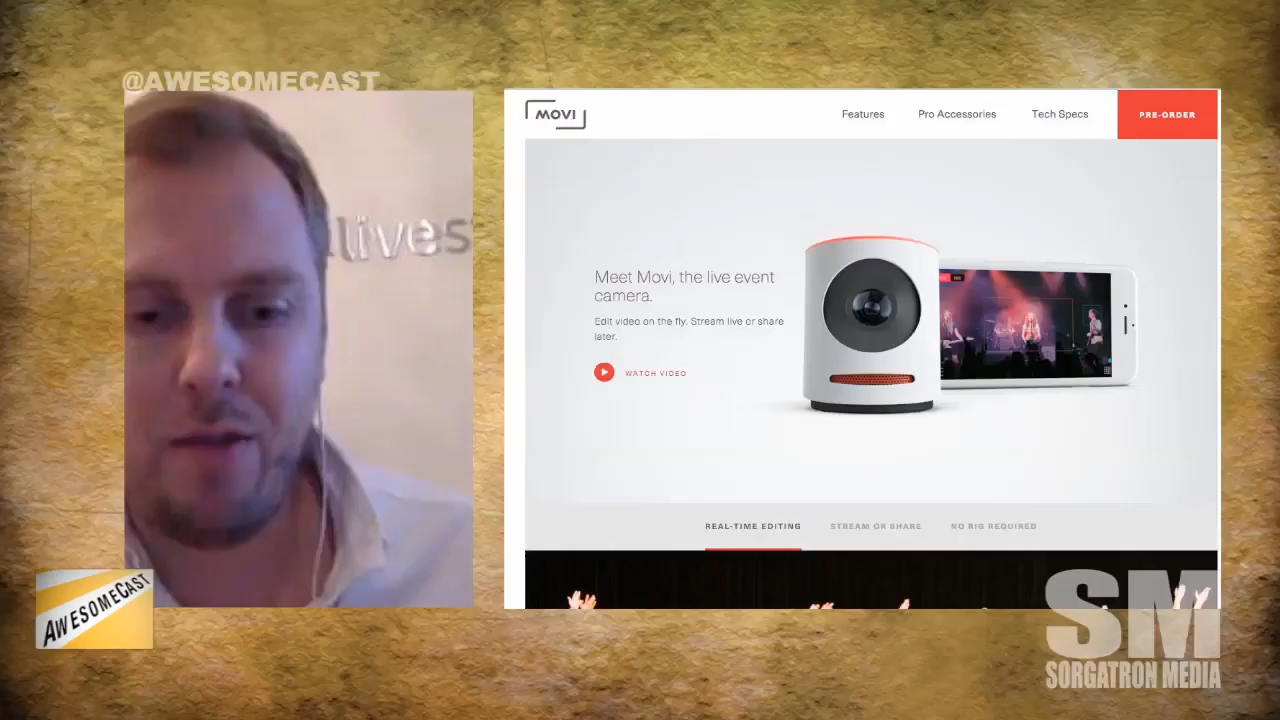 @AWESOMECAST
lives
AWESOMECAST
MOVI
Features
Pro Accessories
Tech Specs
PRE-ORDER
Meet Movi, the live event
camera.
Edit video on the fly. Stream live or share
later.
WATCH VIDEO
REAL-TIME EDITING
STREAM OR SHARE
NO RIG REQUIRED
SM
SORGATRON MEDIA